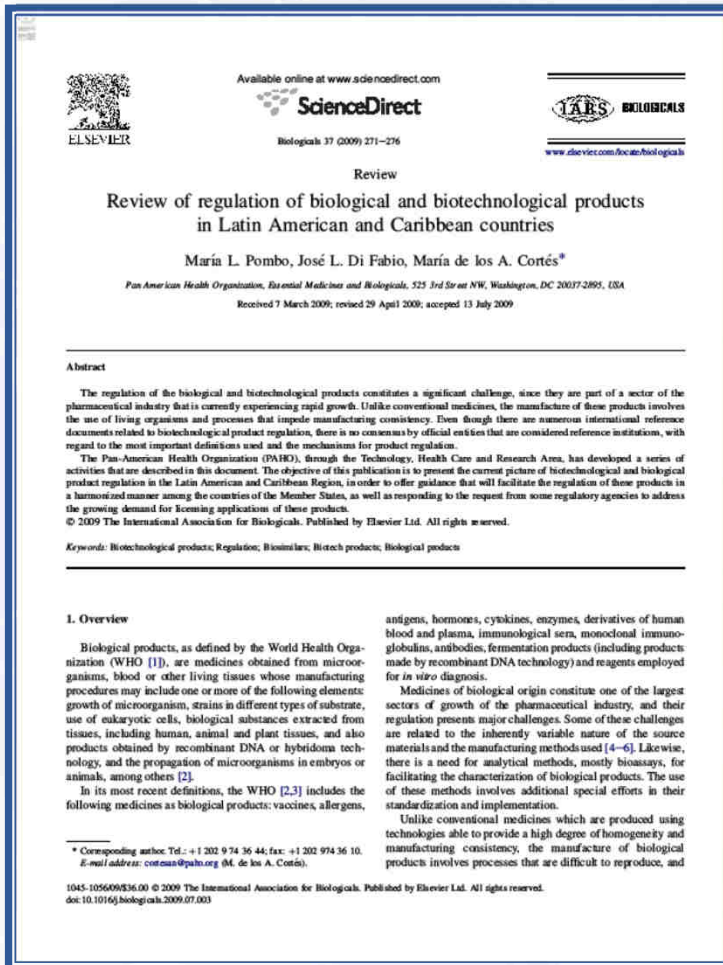 Available online at www.sciencedirect.com
ScienceDirect
ELSEVIER
Biologicals 37 (2009) 271–276
IABS BIOLOGICALS
www.elsevier.com/locate/biologicals
Review
Review of regulation of biological and biotechnological products
in Latin American and Caribbean countries
María L. Pombo, José L. Di Fabio, María de los A. Cortés*
Pan American Health Organization, Essential Medicines and Biologicals, 525 3rd Street NW, Washington, DC 20037-2895, USA
Received 7 March 2009; revised 29 April 2009; accepted 13 July 2009
Abstract
The regulation of the biological and biotechnological products constitutes a significant challenge, since they are part of a sector of the
pharmaceutical industry that is currently experiencing rapid growth. Unlike conventional medicines, the manufacture of these products involves
the use of living organisms and processes that impede manufacturing consistency. Even though there are numerous international reference
documents related to biotechnological product regulation, there is no consensus by official entities that are considered reference institutions, with
regard to the most important definitions used and the mechanisms for product regulation.
The Pan-American Health Organization (PAHO), through the Technology, Health Care and Research Area, has developed a series of
activities that are described in this document. The objective of this publication is to present the current picture of biotechnological and biological
product regulation in the Latin American and Caribbean Region, in order to offer guidance that will facilitate the regulation of these products in
a harmonized manner among the countries of the Member States, as well as responding to the request from some regulatory agencies to address
the growing demand for licensing applications of these products.
© 2009 The International Association for Biologicals. Published by Elsevier Ltd. All rights reserved.
Keywords: Biotechnological products; Regulation; Biosimilars; Biotech products; Biological products
1. Overview
Biological products, as defined by the World Health Orga-
nization (WHO [1]), are medicines obtained from microor-
ganisms, blood or other living tissues whose manufacturing
procedures may include one or more of the following elements:
growth of microorganism, strains in different types of substrate,
use of eukaryotic cells, biological substances extracted from
tissues, including human, animal and plant tissues, and also
products obtained by recombinant DNA or hybridoma tech-
nology, and the propagation of microorganisms in embryos or
animals, among others [2].
In its most recent definitions, the WHO [2,3] includes the
following medicines as biological products: vaccines, allergens,
* Corresponding author. Tel.: +1 202 9 74 36 44; fax: +1 202 974 36 10.
E-mail address: cortesan@paho.org (M. de los A. Cortés).
antigens, hormones, cytokines, enzymes, derivatives of human
blood and plasma, immunological sera, monoclonal immuno-
globulins, antibodies, fermentation products (including products
made by recombinant DNA technology) and reagents employed
for in vitro diagnosis.
Medicines of biological origin constitute one of the largest
sectors of growth of the pharmaceutical industry, and their
regulation presents major challenges. Some of these challenges
are related to the inherently variable nature of the source
materials and the manufacturing methods used [4–6]. Likewise,
there is a need for analytical methods, mostly bioassays, for
facilitating the characterization of biological products. The use
of these methods involves additional special efforts in their
standardization and implementation.
Unlike conventional medicines which are produced using
technologies able to provide a high degree of homogeneity and
manufacturing consistency, the manufacture of biological
products involves processes that are difficult to reproduce, and
1045-1056/09/$36.00 © 2009 The International Association for Biologicals. Published by Elsevier Ltd. All rights reserved.
doi:10.1016/j.biologicals.2009.07.003